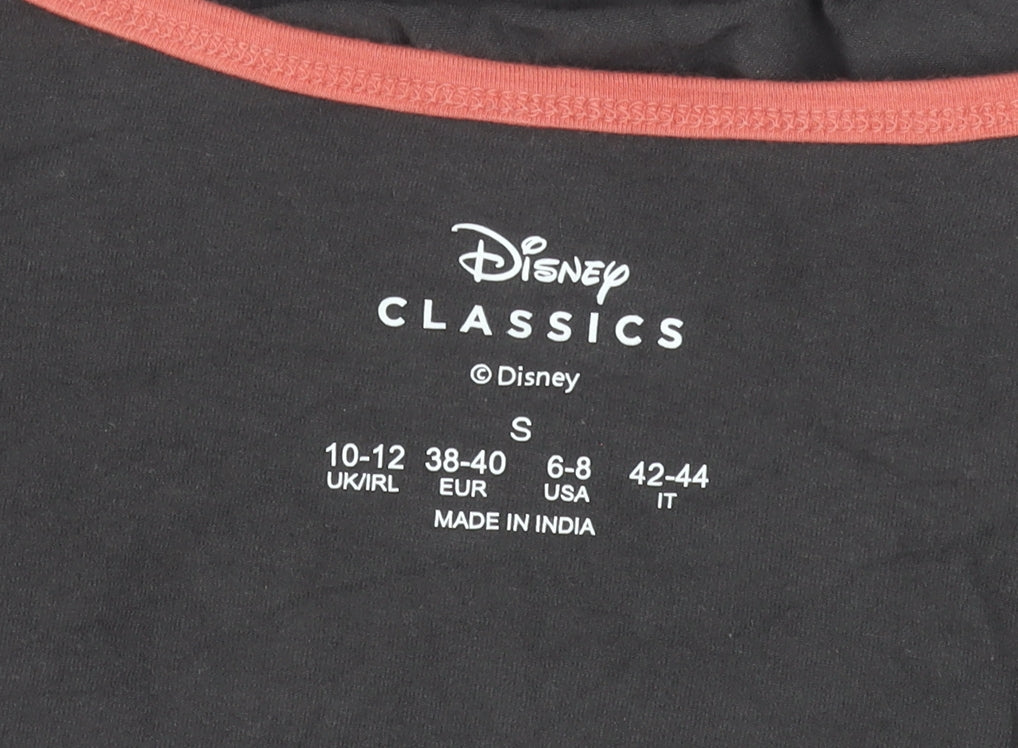 Disney
CLASSICS
© Disney
S
10-12 38-40 6-8 42-44
UK/IRL EUR USA IT
MADE IN INDIA